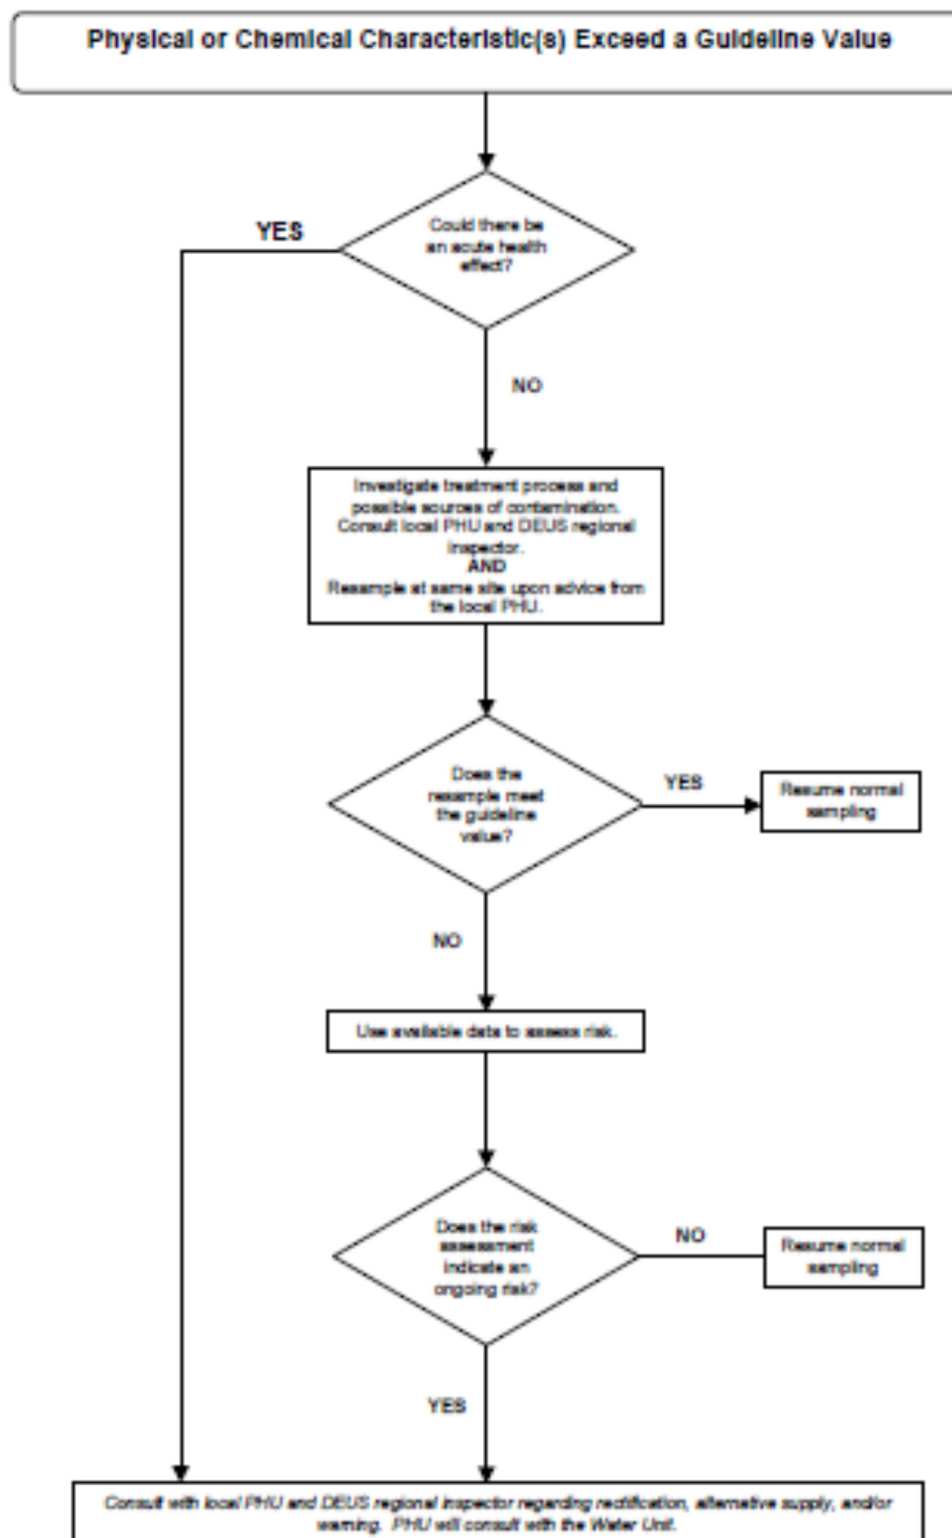 Physical or Chemical Characteristic(s) Exceed a Guideline Value
Could there be
an acute health
effect?
YES
NO
Investigate treatment process and
possible sources of contamination.
Consult local PHU and DEUS regional
inspector.
AND
Resample at same site upon advice from
the local PHU.
Does the
resample meet
the guideline
value?
YES
Resume normal
sampling
NO
Use available data to assess risk.
Does the risk
assessment
indicate an
ongoing risk?
NO
Resume normal
sampling
YES
Consult with local PHU and DEUS regional inspector regarding rectification, alternative supply, and/or
warning. PHU will consult with the Water Unit.